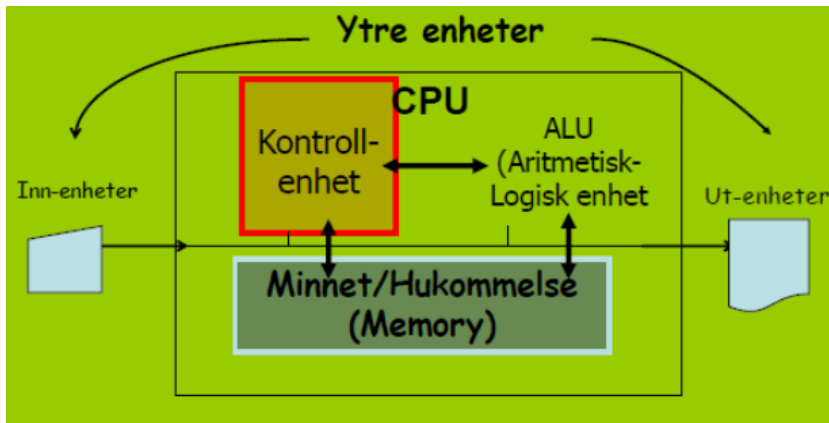 Ytre enheter
CPU
Kontroll-
enhet
ALU
(Aritmetisk-
Logisk enhet
Inn-enheter
Ut-enheter
Minnet/Hukommelse
(Memory)